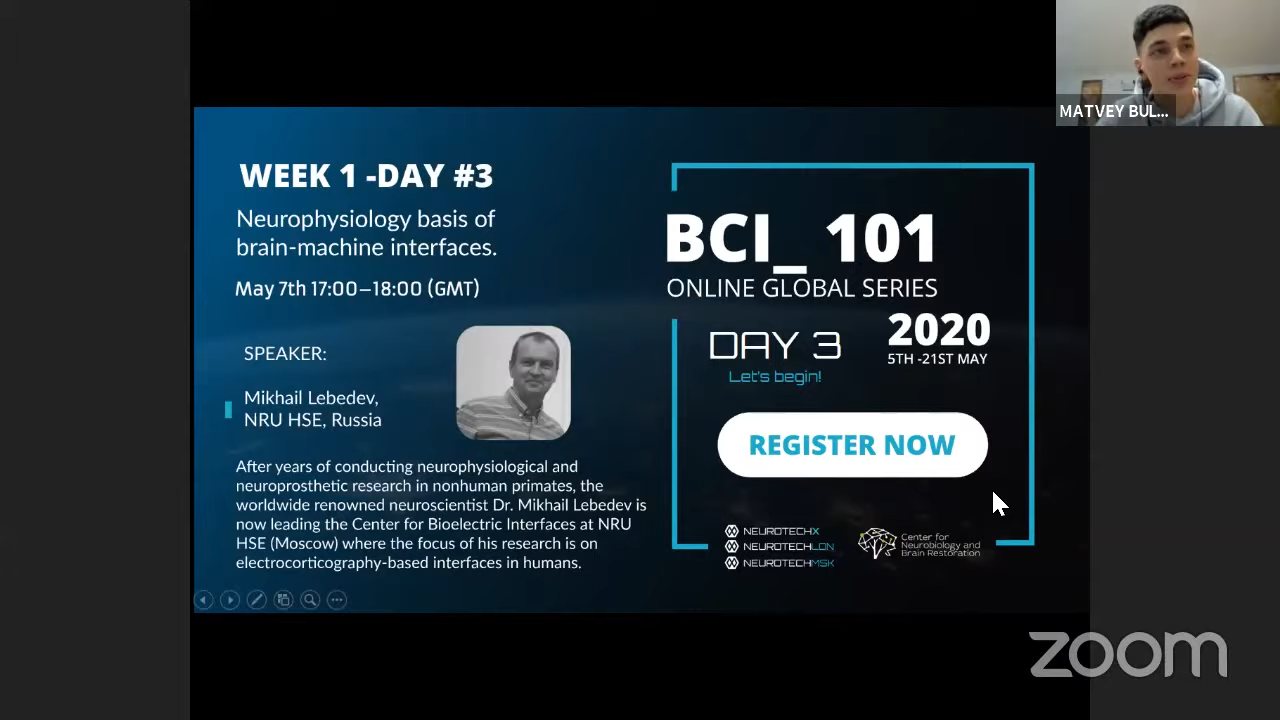 MATVEY BUL...
WEEK 1 -DAY #3
Neurophysiology basis of
brain-machine interfaces.
May 7th 17:00–18:00 (GMT)
SPEAKER:
Mikhail Lebedev,
NRU HSE, Russia
After years of conducting neurophysiological and
neuroprosthetic research in nonhuman primates, the
worldwide renowned neuroscientist Dr. Mikhail Lebedev is
now leading the Center for Bioelectric Interfaces at NRU
HSE (Moscow) where the focus of his research is on
electrocorticography-based interfaces in humans.
BCI_ 101
ONLINE GLOBAL SERIES
DAY 3
Let's begin!
2020
5TH -21ST MAY
REGISTER NOW
NEUROTECHX
NEUROTECHLDN
NEUROTECHMSK
Center for
Neurobiology and
Brain Restoration
zoom